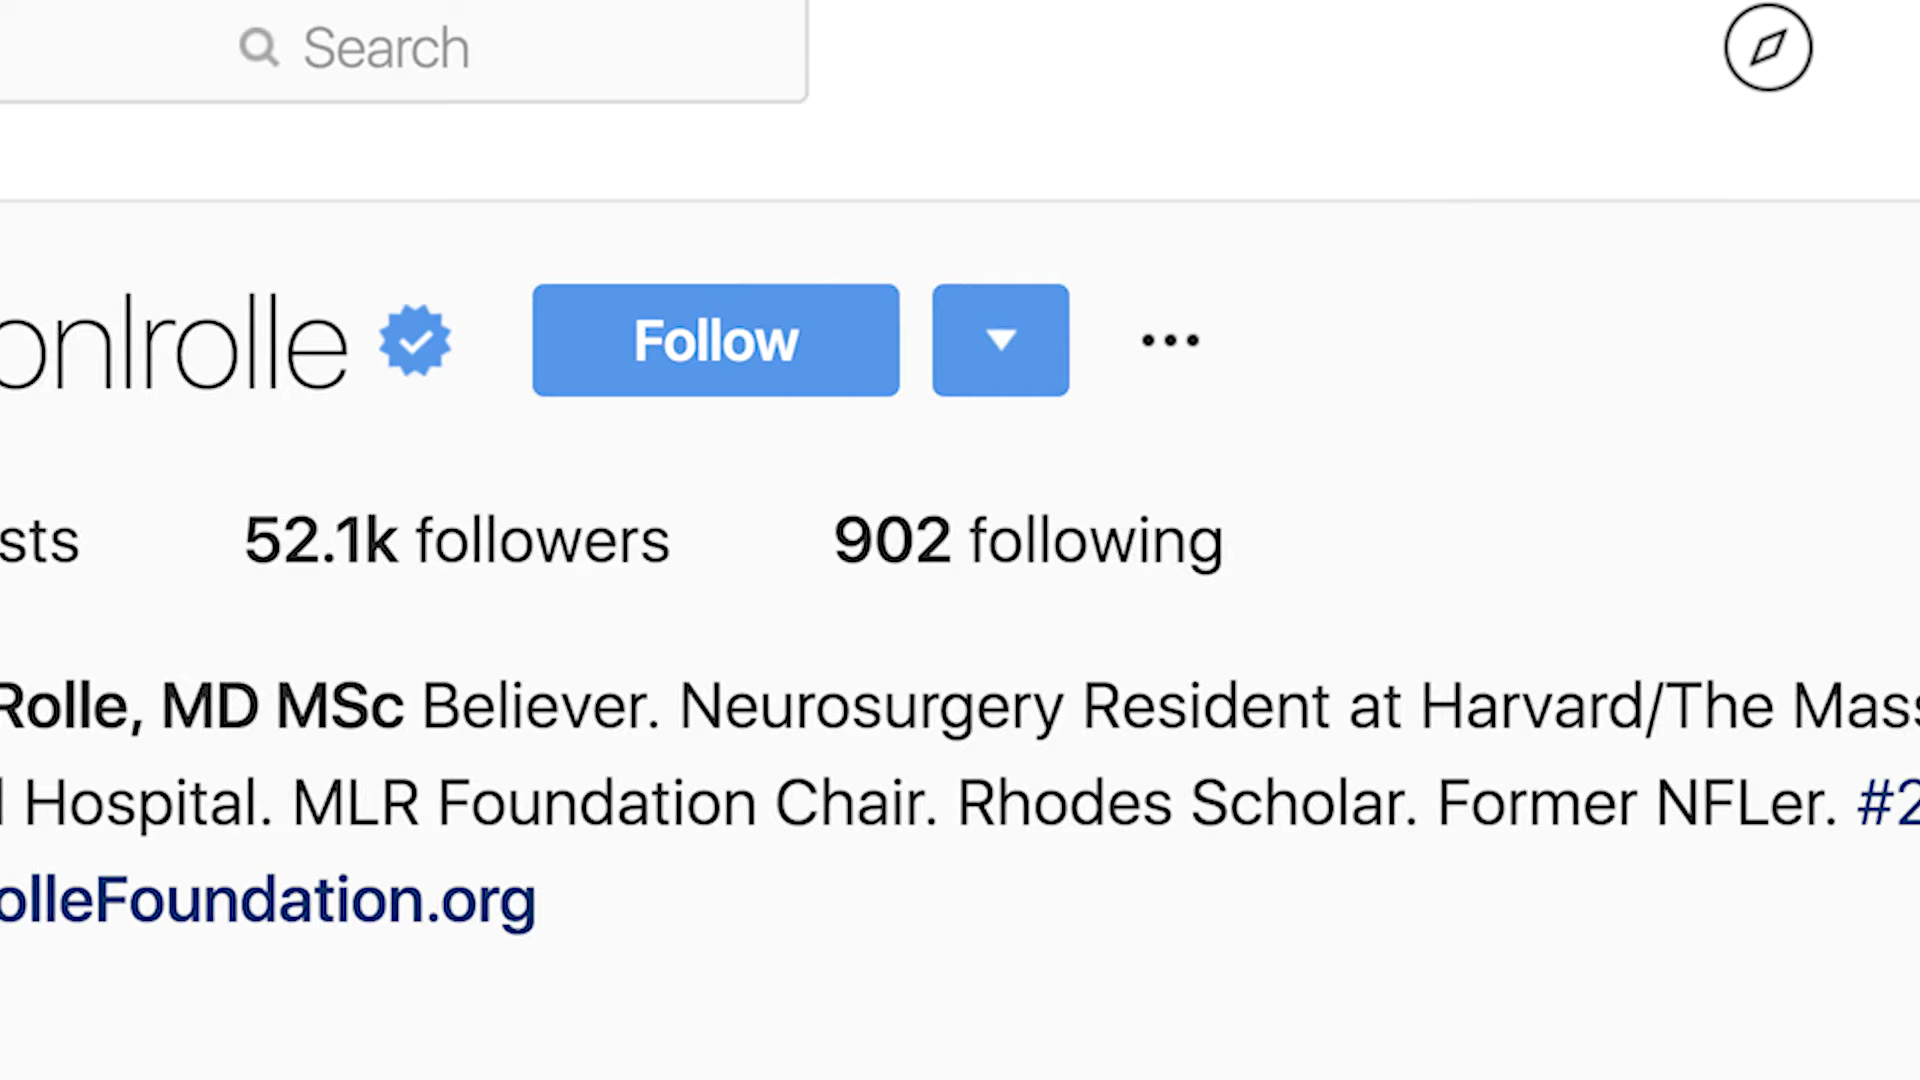 Search
onlrolle
Follow
sts 52.1k followers 902 following
Rolle, MD MSc Believer. Neurosurgery Resident at Harvard/The Mass
l Hospital. MLR Foundation Chair. Rhodes Scholar. Former NFLer. #2
olleFoundation.org